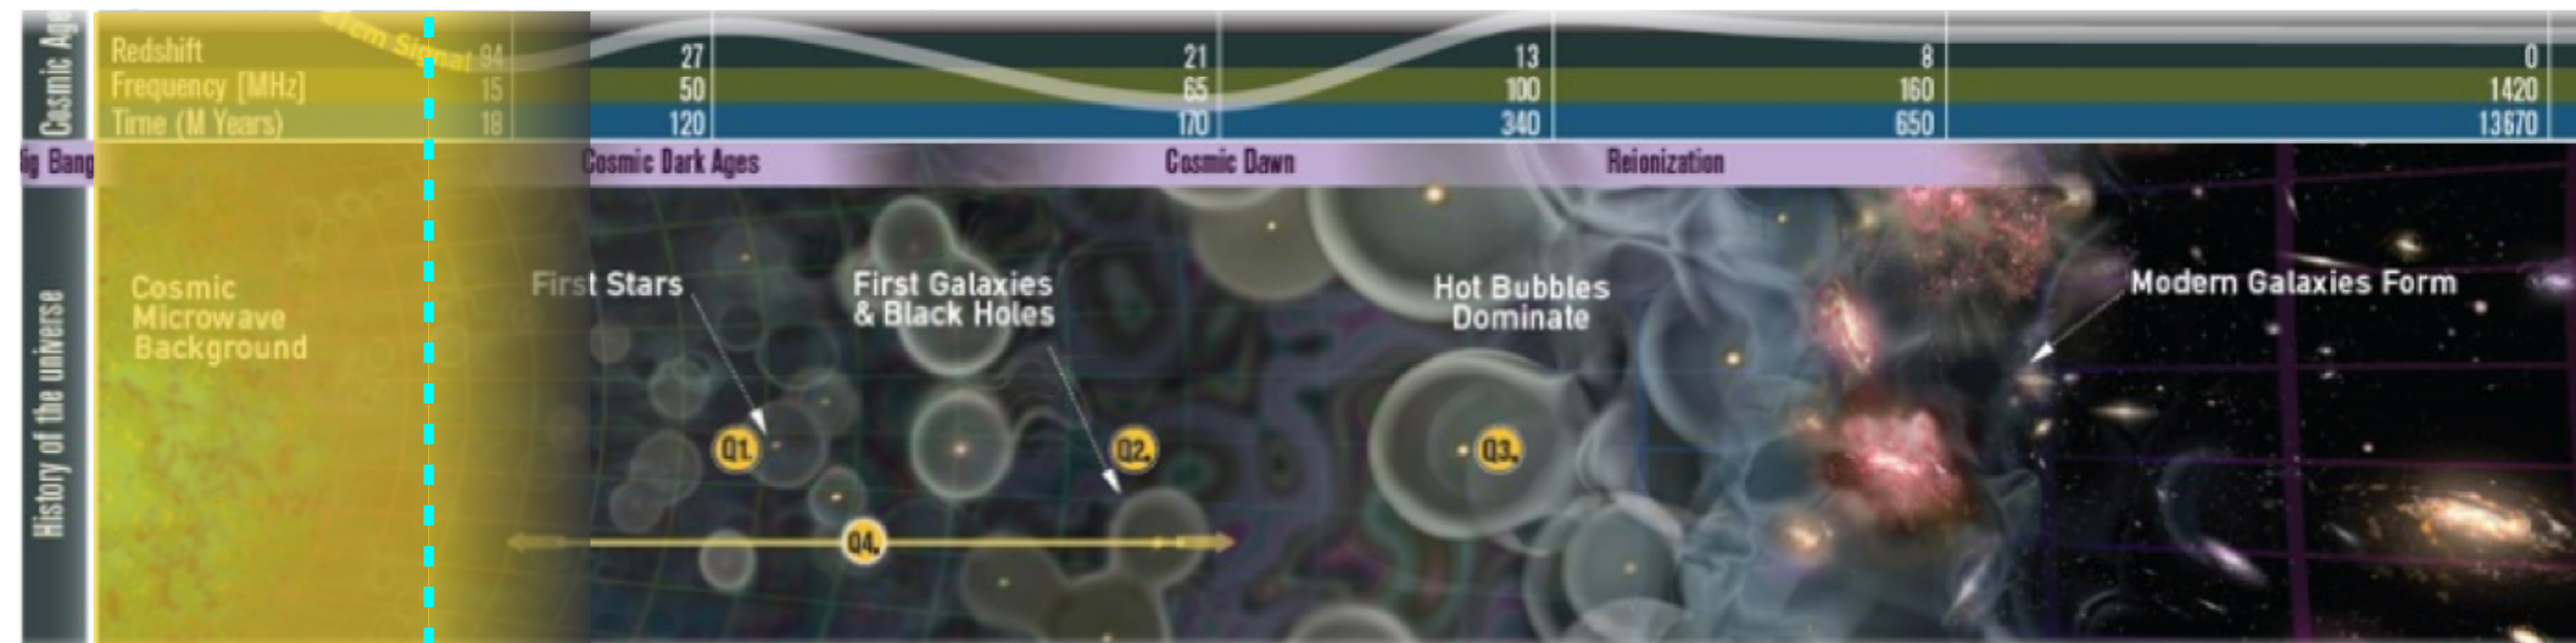 Cosmic Ag
21cm Signal
Redshift 94 27 21 13 8 0
Frequency [MHz] 15 50 65 100 160 1420
Time (M Years) 18 120 170 340 650 13670
ig Bang Cosmic Dark Ages Cosmic Dawn Reionization
History of the universe
Cosmic
Microwave
Background
First Stars
First Galaxies
& Black Holes
Hot Bubbles
Dominate
Modern Galaxies Form
Q1.
Q2.
Q3.
Q4.